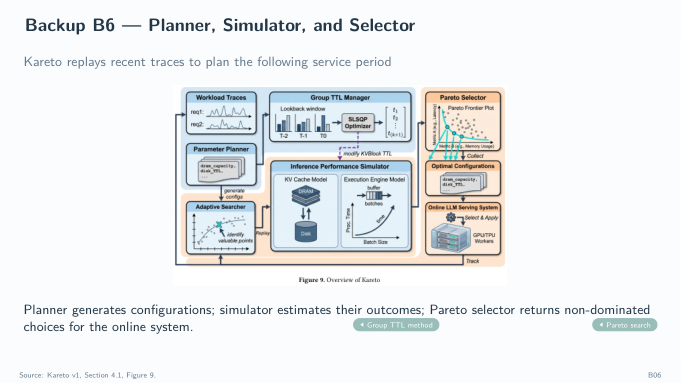 Backup B6 — Planner, Simulator, and Selector
Kareto replays recent traces to plan the following service period
Workload Traces
req1:
req2:
Parameter Planner
dram_capacity,
disk_TTL,
...
generate
configs
Adaptive Searcher
identify
valuable points
Replay
Group TTL Manager
Lookback window
T-2
T-1
T0
SLSQP
Optimizer
t₁
t₂
⋮
t(k+1)
modify KVBlock TTL
Inference Performance Simulator
KV Cache Model
DRAM
Disk
Execution Engine Model
buffer
batches
Proc. Time
time
Batch Size
Pareto Selector
Pareto Frontier Plot
Collect
Optimal Configurations
dram_capacity,
disk_TTL,
...
Online LLM Serving System
Select & Apply
GPU/TPU
Workers
Track
Figure 9. Overview of Kareto
Planner generates configurations; simulator estimates their outcomes; Pareto selector returns non-dominated
choices for the online system.
Group TTL method
Pareto search
Source: Kareto v1, Section 4.1, Figure 9.
B06